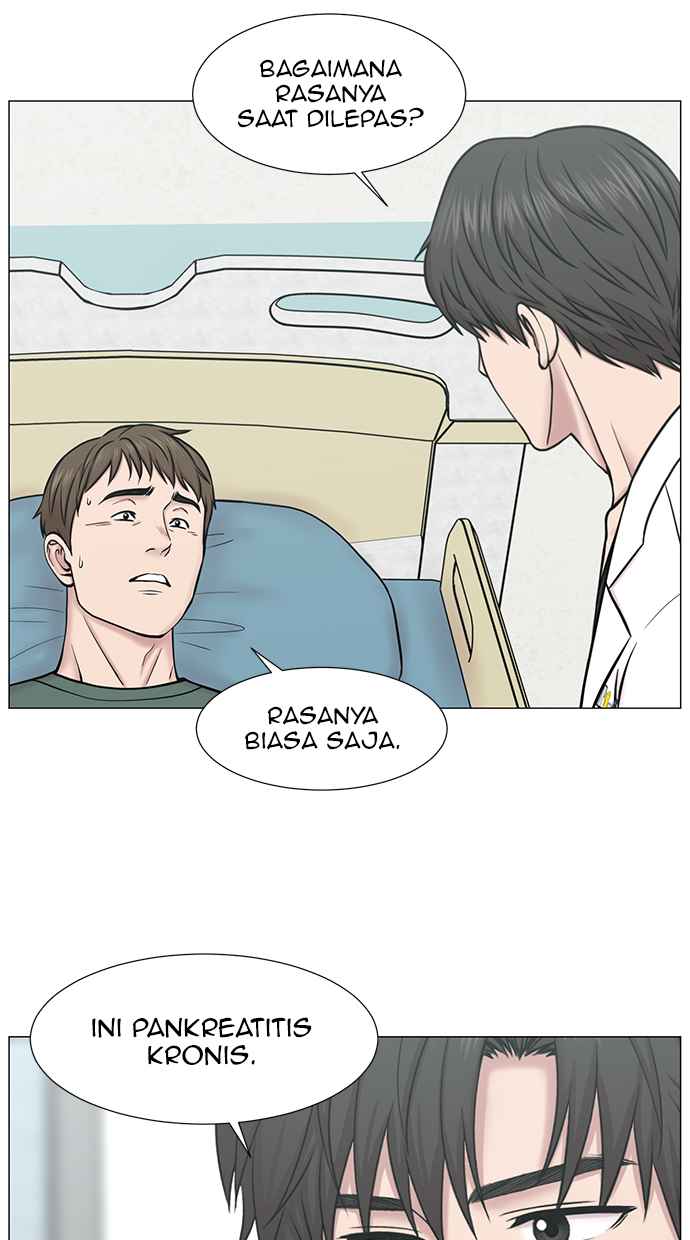 BAGAIMANA
RASANYA
SAAT DILEPAS?
RASANYA
BIASA SAJA.
INI PANKREATITIS
KRONIS.